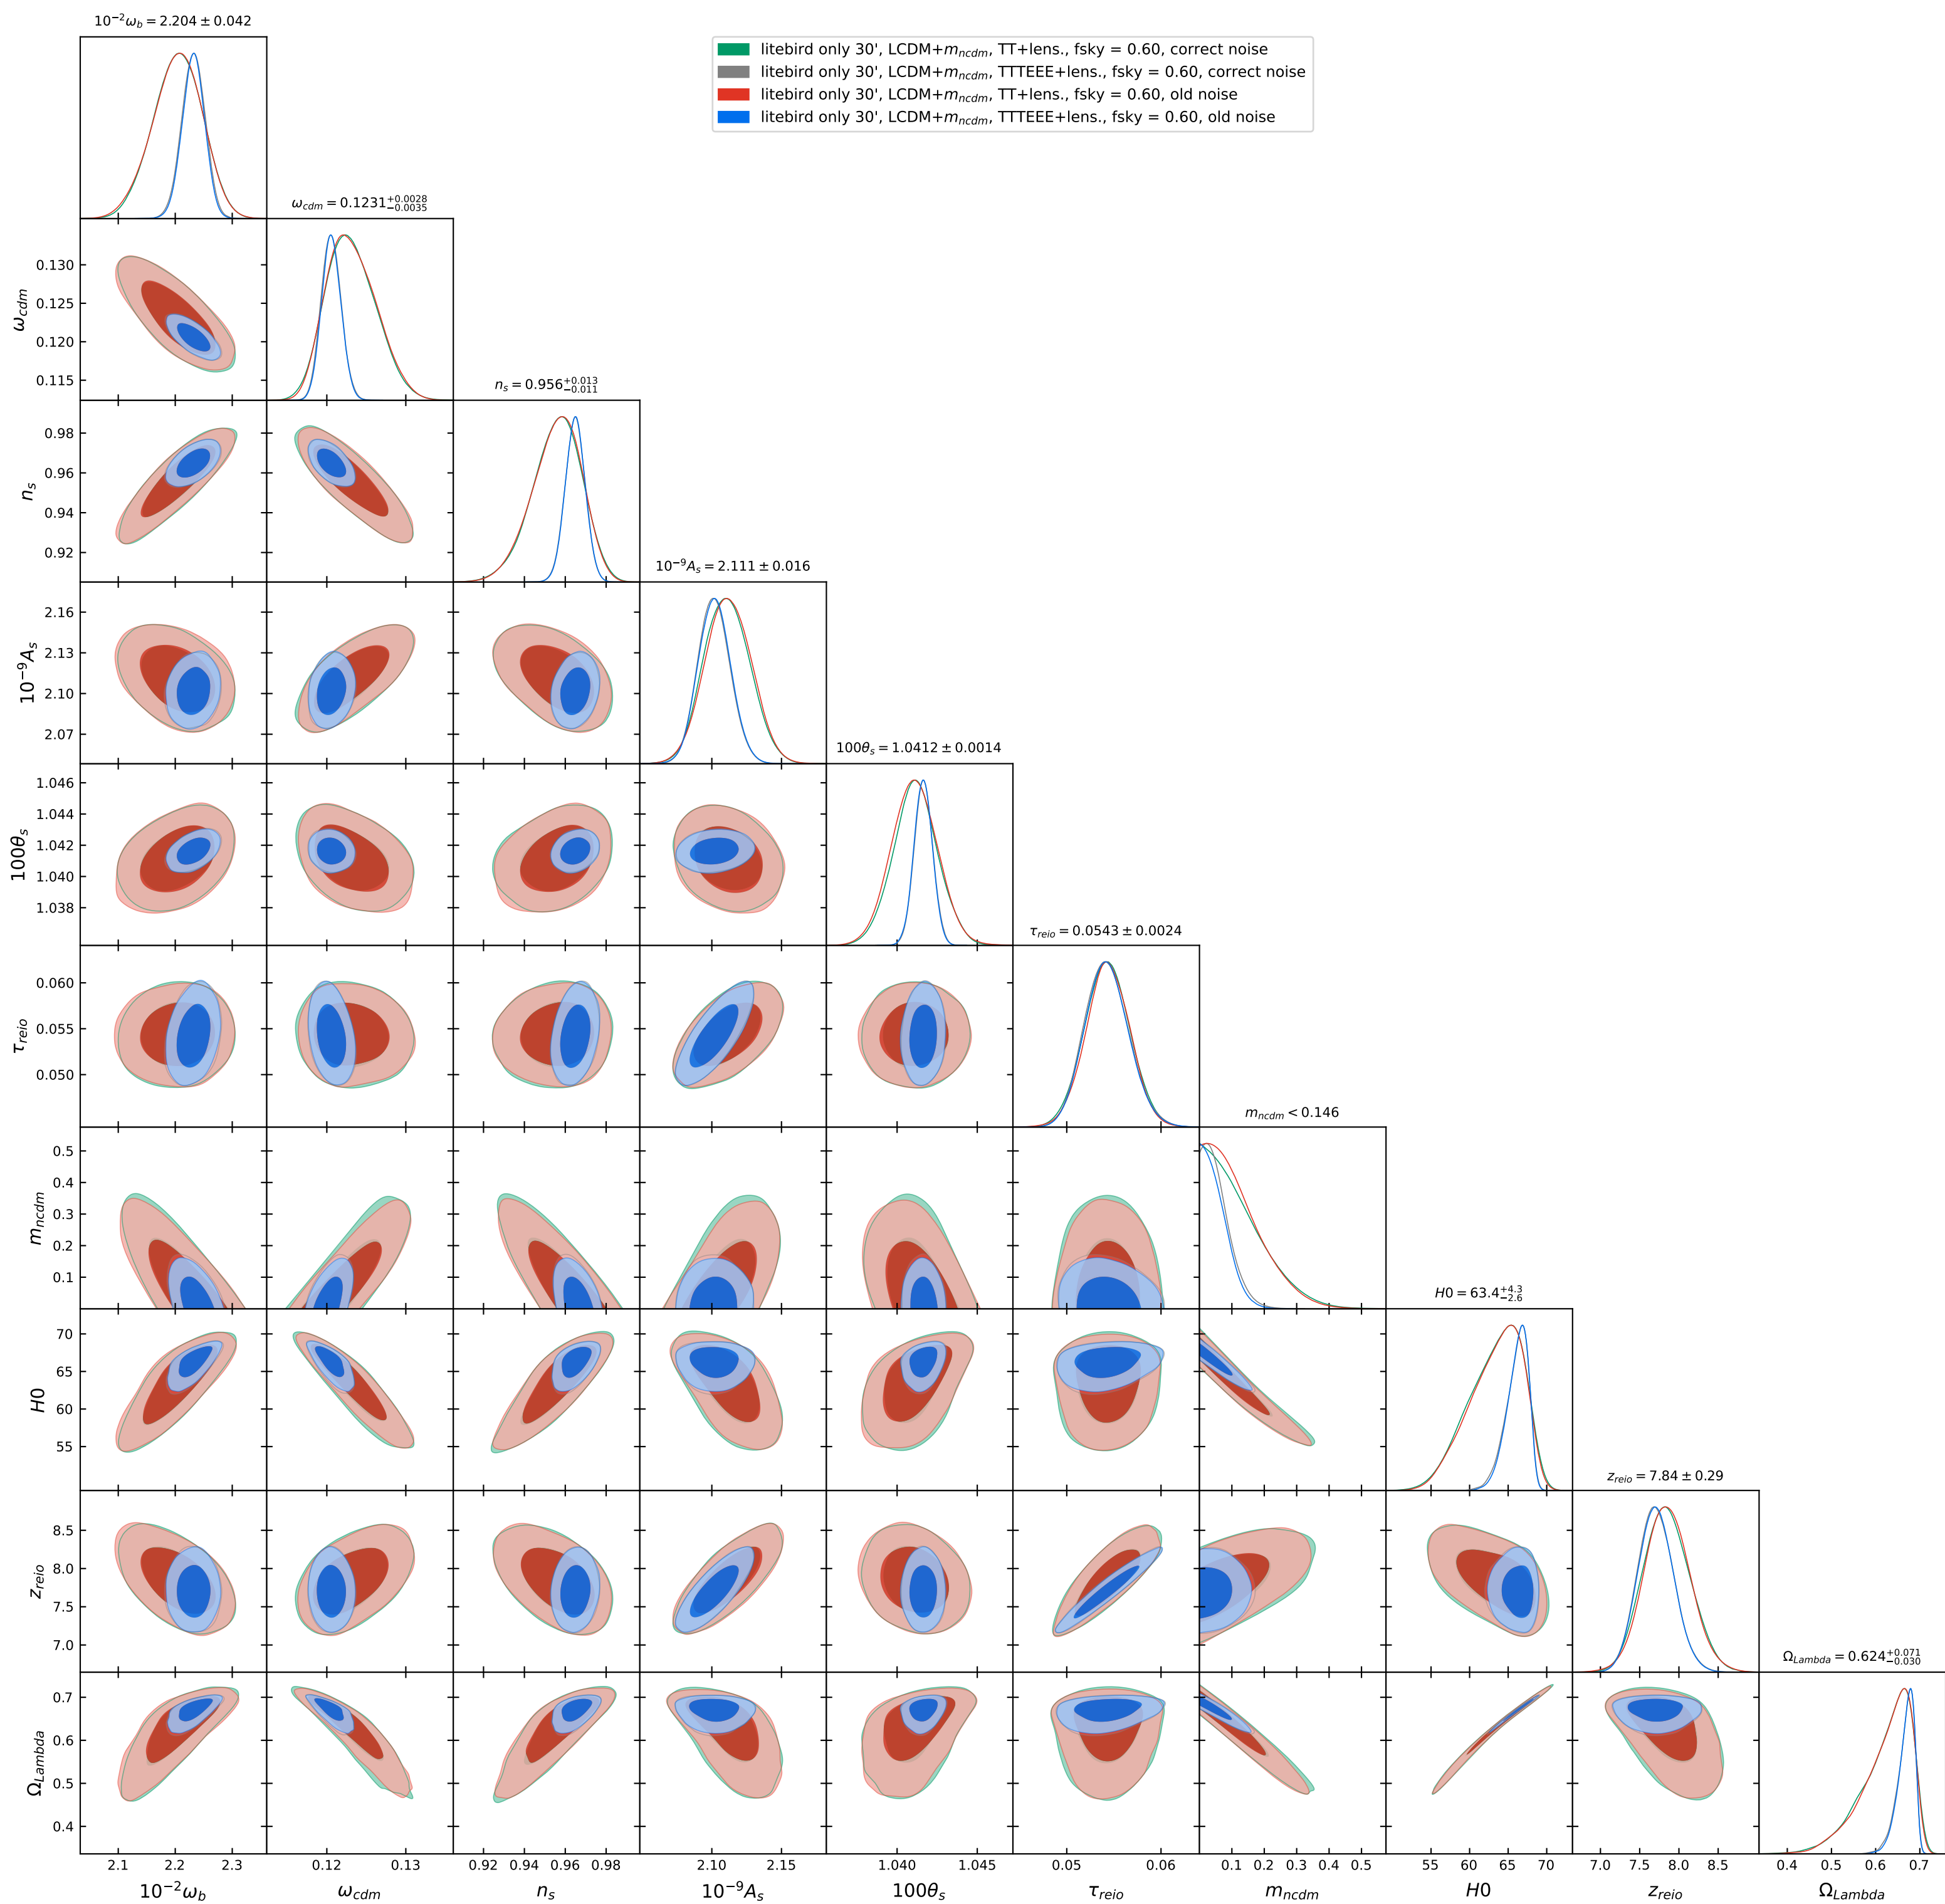 10⁻²ω_b = 2.204 ± 0.042
litebird only 30', LCDM+m_ncdm, TT+lens., fsky = 0.60, correct noise
litebird only 30', LCDM+m_ncdm, TTTEEE+lens., fsky = 0.60, correct noise
litebird only 30', LCDM+m_ncdm, TT+lens., fsky = 0.60, old noise
litebird only 30', LCDM+m_ncdm, TTTEEE+lens., fsky = 0.60, old noise
ω_cdm = 0.1231^{+0.0028}_{−0.0035}
0.130
0.125
0.120
0.115
ω_cdm
n_s = 0.956^{+0.013}_{−0.011}
0.98
0.96
0.94
0.92
n_s
10⁻⁹A_s = 2.111 ± 0.016
2.16
2.13
2.10
2.07
10⁻⁹A_s
100θ_s = 1.0412 ± 0.0014
1.046
1.044
1.042
1.040
1.038
100θ_s
τ_reio = 0.0543 ± 0.0024
0.060
0.055
0.050
τ_reio
m_ncdm < 0.146
0.5
0.4
0.3
0.2
0.1
m_ncdm
H0 = 63.4^{+4.3}_{−2.6}
70
65
60
55
H0
z_reio = 7.84 ± 0.29
8.5
8.0
7.5
7.0
z_reio
Ω_Lambda = 0.624^{+0.071}_{−0.030}
0.7
0.6
0.5
0.4
Ω_Lambda
2.1 2.2 2.3 0.12 0.13 0.92 0.94 0.96 0.98 2.10 2.15 1.040 1.045 0.05 0.06 0.1 0.2 0.3 0.4 0.5 55 60 65 70 7.0 7.5 8.0 8.5 0.4 0.5 0.6 0.7
10⁻²ω_b ω_cdm n_s 10⁻⁹A_s 100θ_s τ_reio m_ncdm H0 z_reio Ω_Lambda